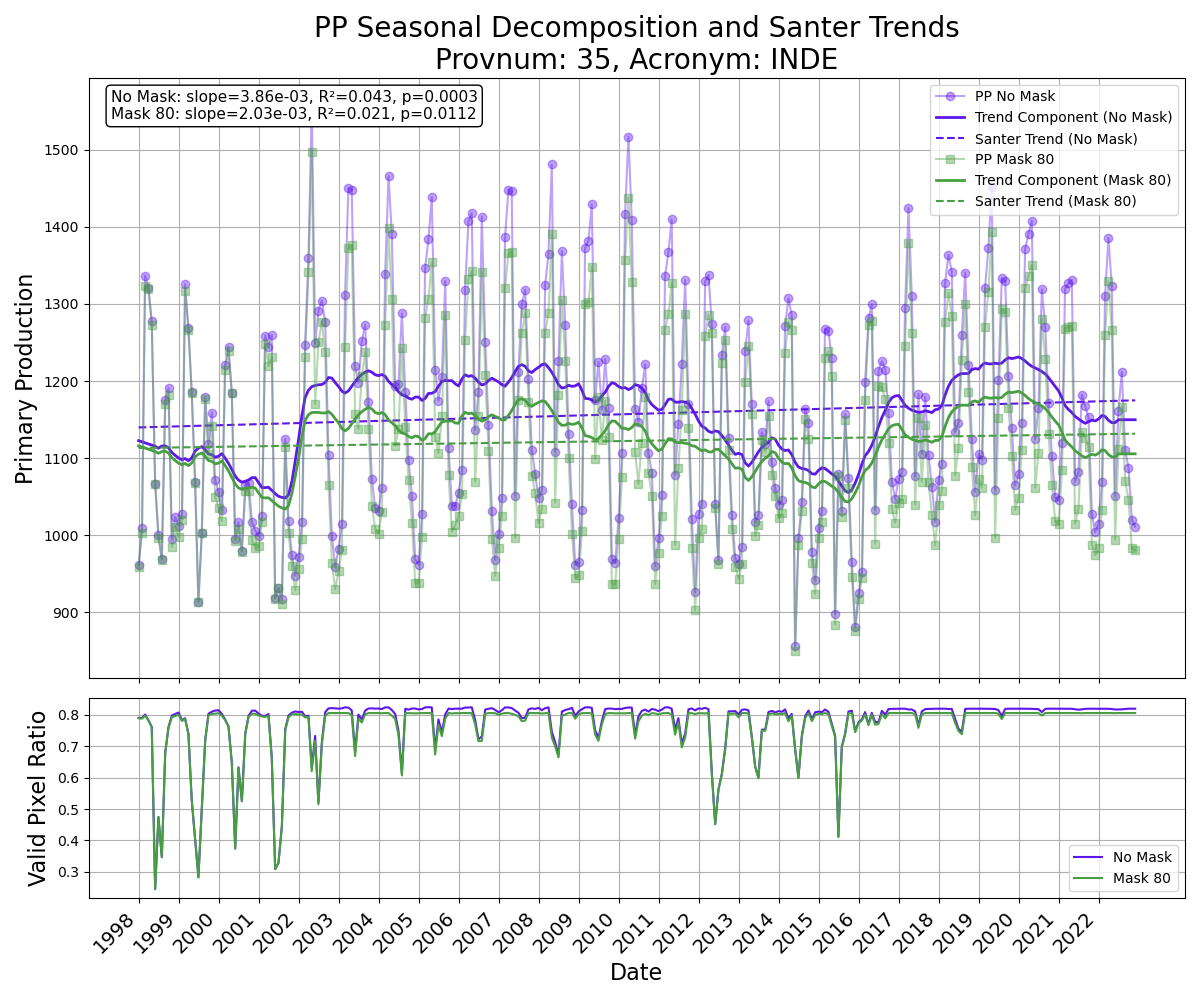 PP Seasonal Decomposition and Santer Trends
Provnum: 35, Acronym: INDE
No Mask: slope=3.86e-03, R²=0.043, p=0.0003
Mask 80: slope=2.03e-03, R²=0.021, p=0.0112
PP No Mask
Trend Component (No Mask)
Santer Trend (No Mask)
PP Mask 80
Trend Component (Mask 80)
Santer Trend (Mask 80)
Primary Production
1500
1400
1300
1200
1100
1000
900
Valid Pixel Ratio
0.8
0.7
0.6
0.5
0.4
0.3
No Mask
Mask 80
1998
1999
2000
2001
2002
2003
2004
2005
2006
2007
2008
2009
2010
2011
2012
2013
2014
2015
2016
2017
2018
2019
2020
2021
2022
Date